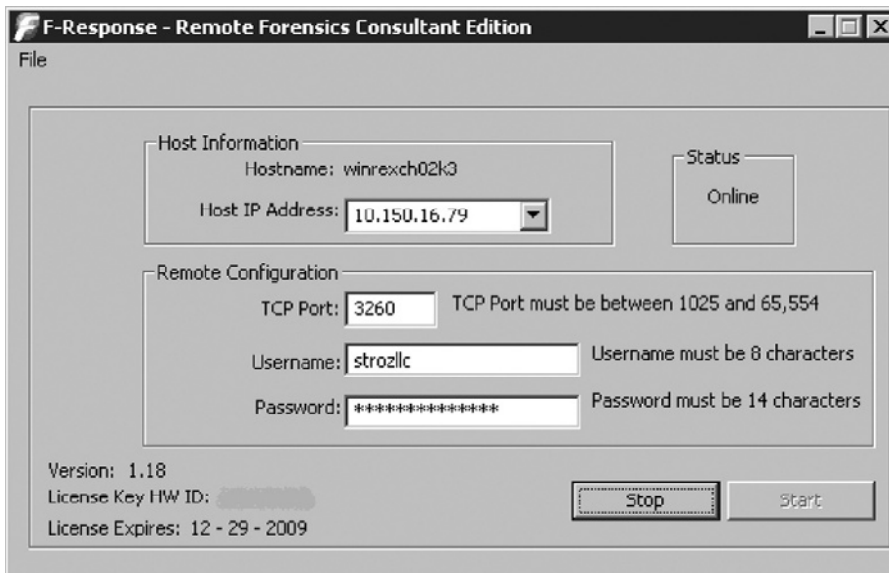 F-Response - Remote Forensics Consultant Edition
File
Host Information
Hostname: winrexch02k3
Host IP Address: 10.150.16.79
Status
Online
Remote Configuration
TCP Port: 3260 TCP Port must be between 1025 and 65,554
Username: strozllc Username must be 8 characters
Password: ************** Password must be 14 characters
Version: 1.18
License Key HW ID:
License Expires: 12 - 29 - 2009
Stop Start